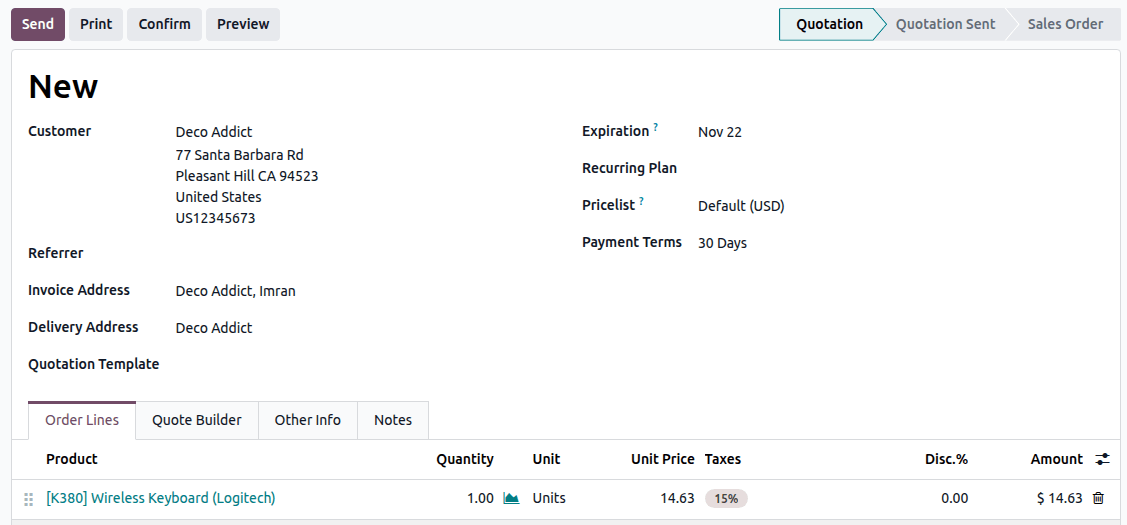 Send Print Confirm Preview Quotation Quotation Sent Sales Order
New
Customer Deco Addict Expiration ? Nov 22
77 Santa Barbara Rd
Pleasant Hill CA 94523 Recurring Plan
United States
US12345673 Pricelist ? Default (USD)
Referrer Payment Terms 30 Days
Invoice Address Deco Addict, Imran
Delivery Address Deco Addict
Quotation Template
Order Lines Quote Builder Other Info Notes
Product Quantity Unit Unit Price Taxes Disc.% Amount
[K380] Wireless Keyboard (Logitech) 1.00 Units 14.63 15% 0.00 $ 14.63